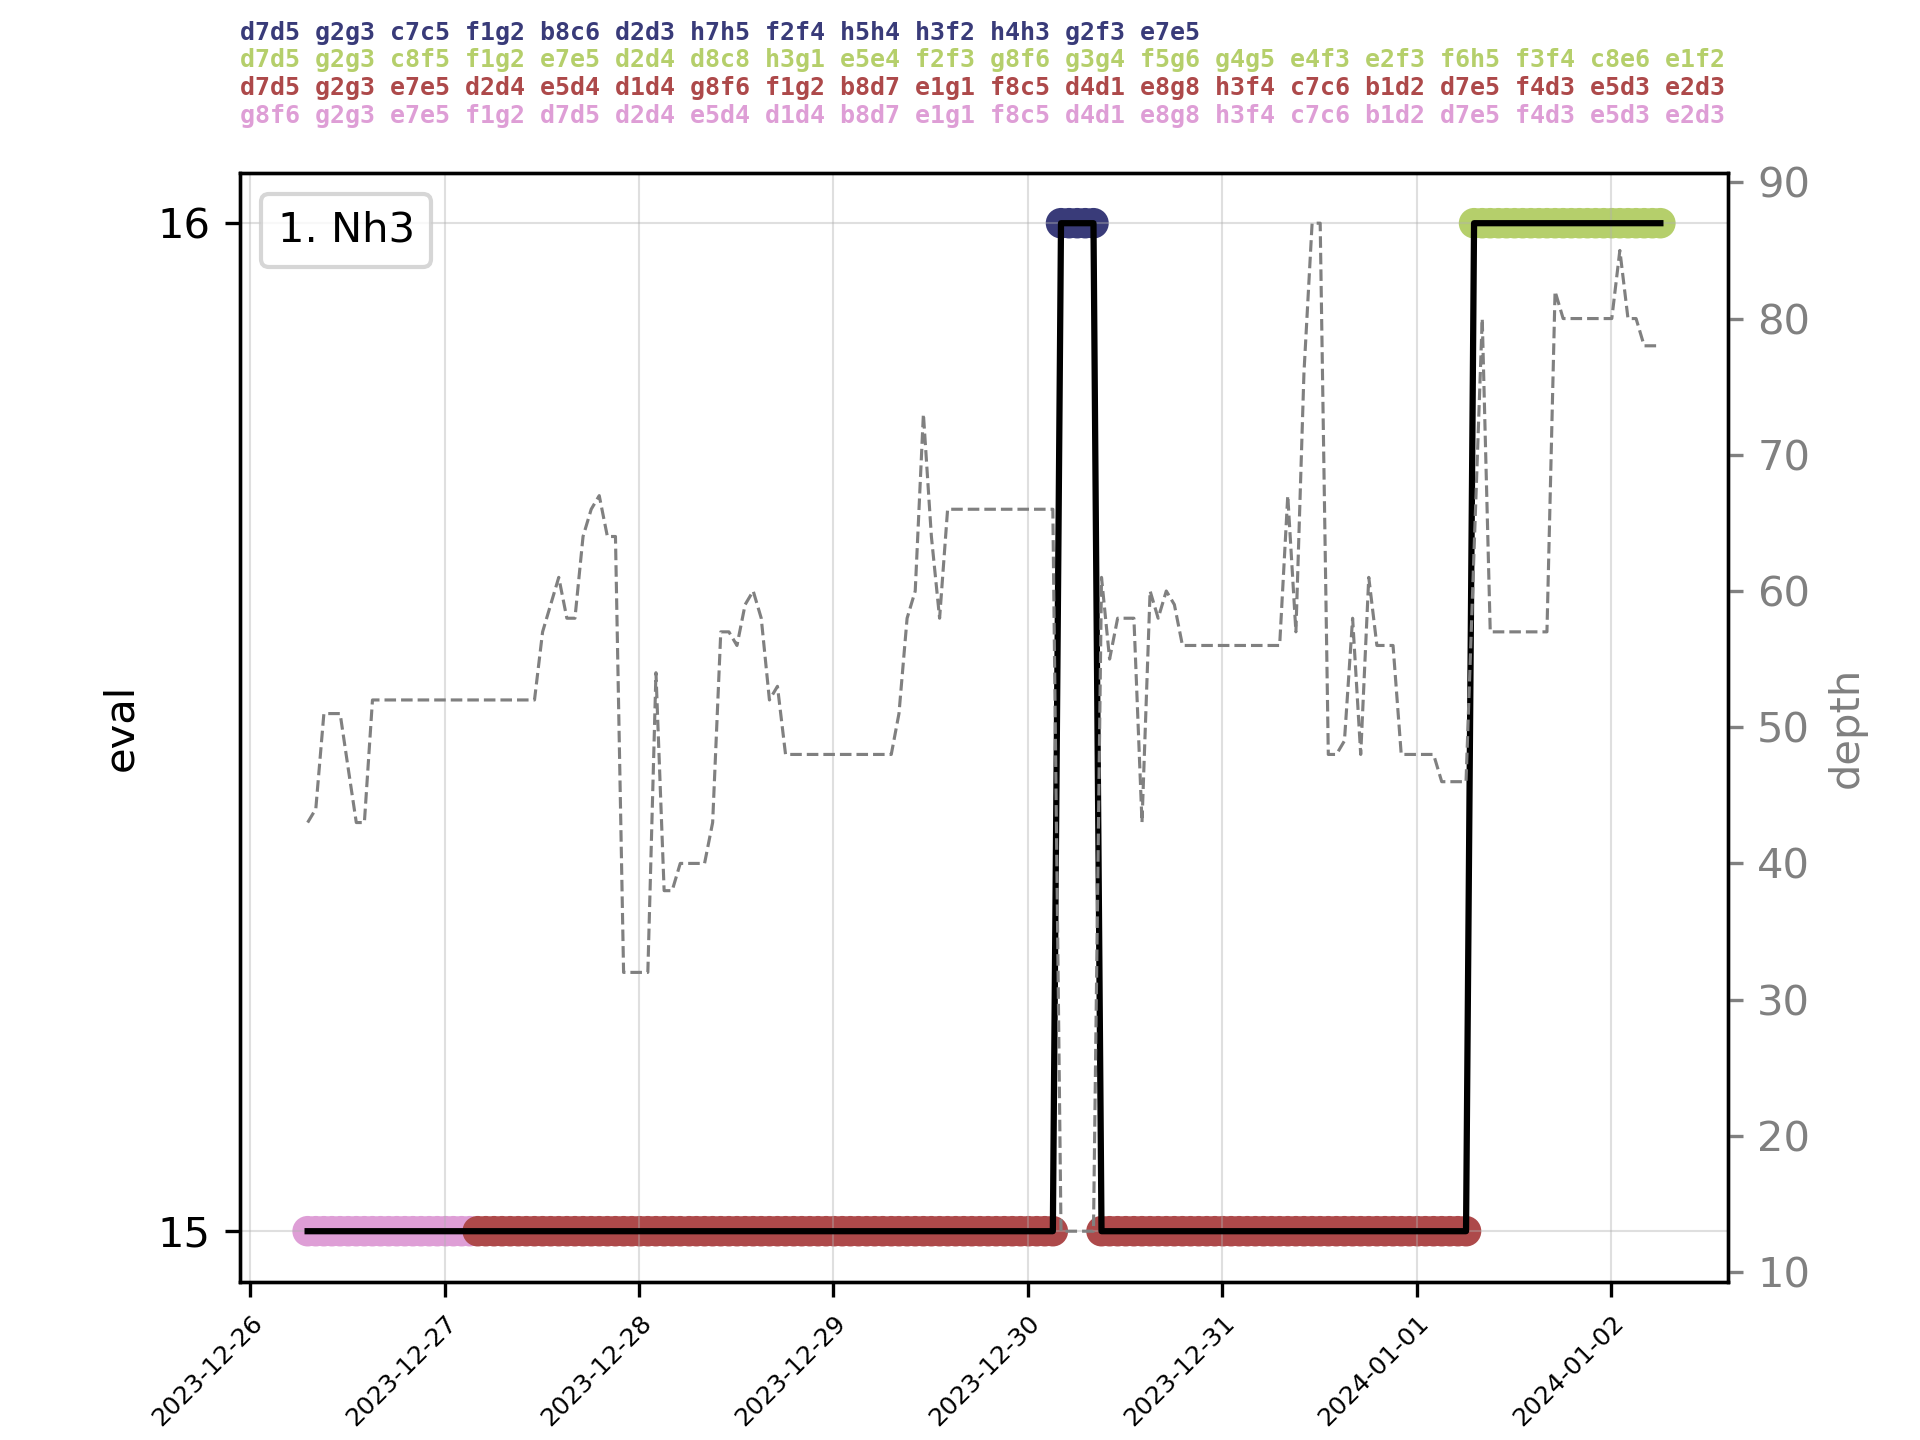 d7d5 g2g3 c7c5 f1g2 b8c6 d2d3 h7h5 f2f4 h5h4 h3f2 h4h3 g2f3 e7e5
d7d5 g2g3 c8f5 f1g2 e7e5 d2d4 d8c8 h3g1 e5e4 f2f3 g8f6 g3g4 f5g6 g4g5 e4f3 e2f3 f6h5 f3f4 c8e6 e1f2
d7d5 g2g3 e7e5 d2d4 e5d4 d1d4 g8f6 f1g2 b8d7 e1g1 f8c5 d4d1 e8g8 h3f4 c7c6 b1d2 d7e5 f4d3 e5d3 e2d3
g8f6 g2g3 e7e5 f1g2 d7d5 d2d4 e5d4 d1d4 b8d7 e1g1 f8c5 d4d1 e8g8 h3f4 c7c6 b1d2 d7e5 f4d3 e5d3 e2d3
1. Nh3
16
15
eval
90
80
70
60
50
40
30
20
10
depth
2023-12-26
2023-12-27
2023-12-28
2023-12-29
2023-12-30
2023-12-31
2024-01-01
2024-01-02